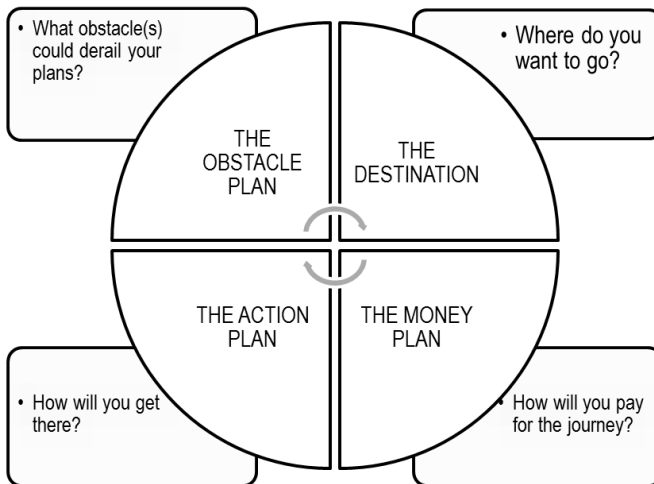 • What obstacle(s)
could derail your
plans?
• Where do you
want to go?
THE
OBSTACLE
PLAN
THE
DESTINATION
THE ACTION
PLAN
THE MONEY
PLAN
• How will you get
there?
• How will you pay
for the journey?